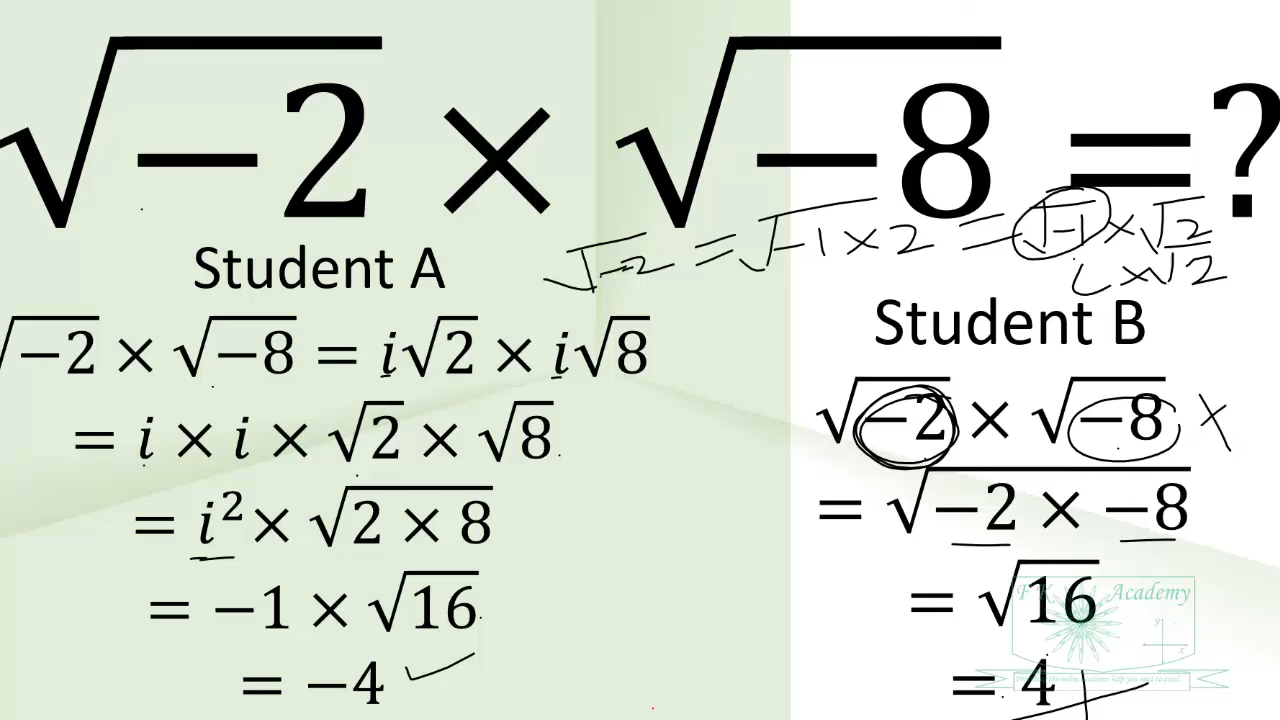 √−2 × √−8 = ?
√-2 = √-1×2 = √-1 × √2
i×√2
Student A
√−2 × √−8 = i√2 × i√8
= i × i × √2 × √8
= i² × √2 × 8
= −1 × √16
= −4
Student B
√−2 × √−8 ×
= √−2 × −8
= √16
= 4
F K Academy
y
x